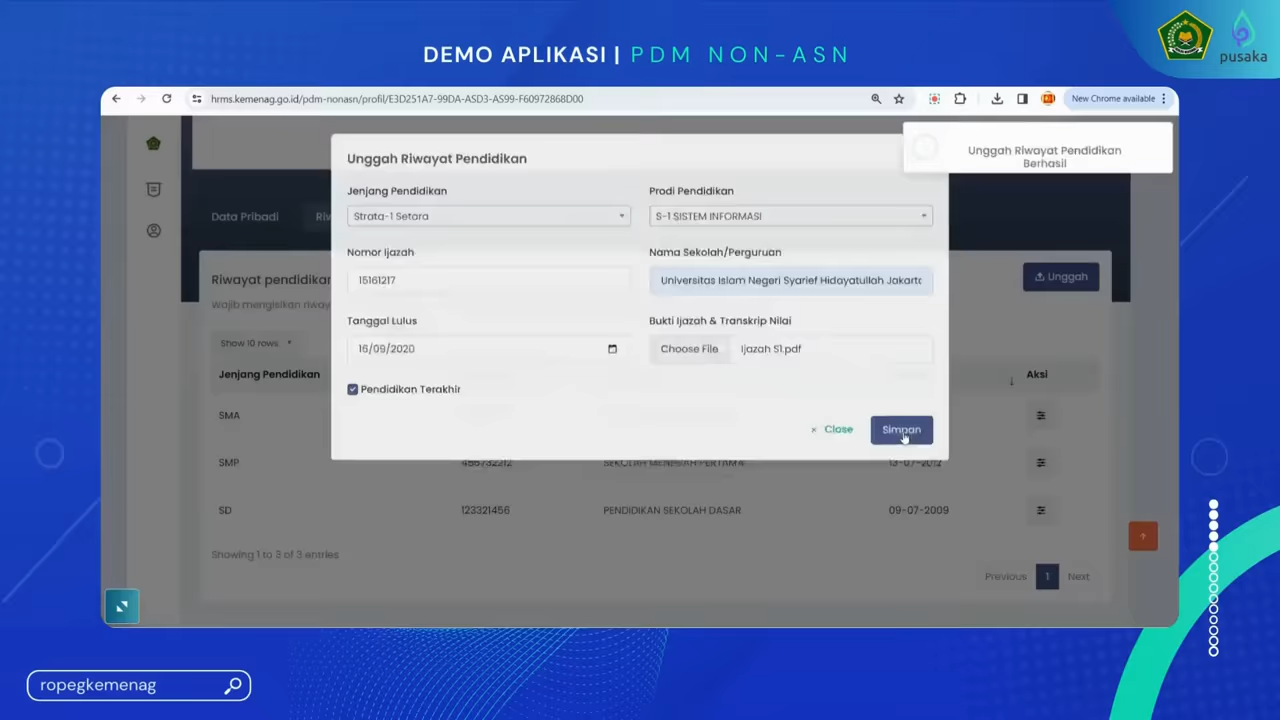 DEMO APLIKASI | PDM NON-ASN
pusaka
hrms.kemenag.go.id/pdm-nonasn/profil/E3D251A7-99DA-ASD3-AS99-F60972868D00
New Chrome available
Unggah Riwayat Pendidikan
Berhasil
Unggah Riwayat Pendidikan
Jenjang Pendidikan
Prodi Pendidikan
Strata-1 Setara
S-1 SISTEM INFORMASI
Nomor Ijazah
Nama Sekolah/Perguruan
15161217
Universitas Islam Negeri Syarief Hidayatullah Jakarta
Tanggal Lulus
Bukti Ijazah & Transkrip Nilai
16/09/2020
Choose File
Ijazah S1.pdf
Pendidikan Terakhir
Close
Simpan
Data Pribadi
Riw
Riwayat pendidikan
Wajib mengisikan riway
Unggah
Show 10 rows
Jenjang Pendidikan
Aksi
SMA
SMP
456732212
SEKOLAH MENENGAH PERTAMA
13-07-2012
SD
123321456
PENDIDIKAN SEKOLAH DASAR
09-07-2009
Showing 1 to 3 of 3 entries
Previous
1
Next
ropegkemenag